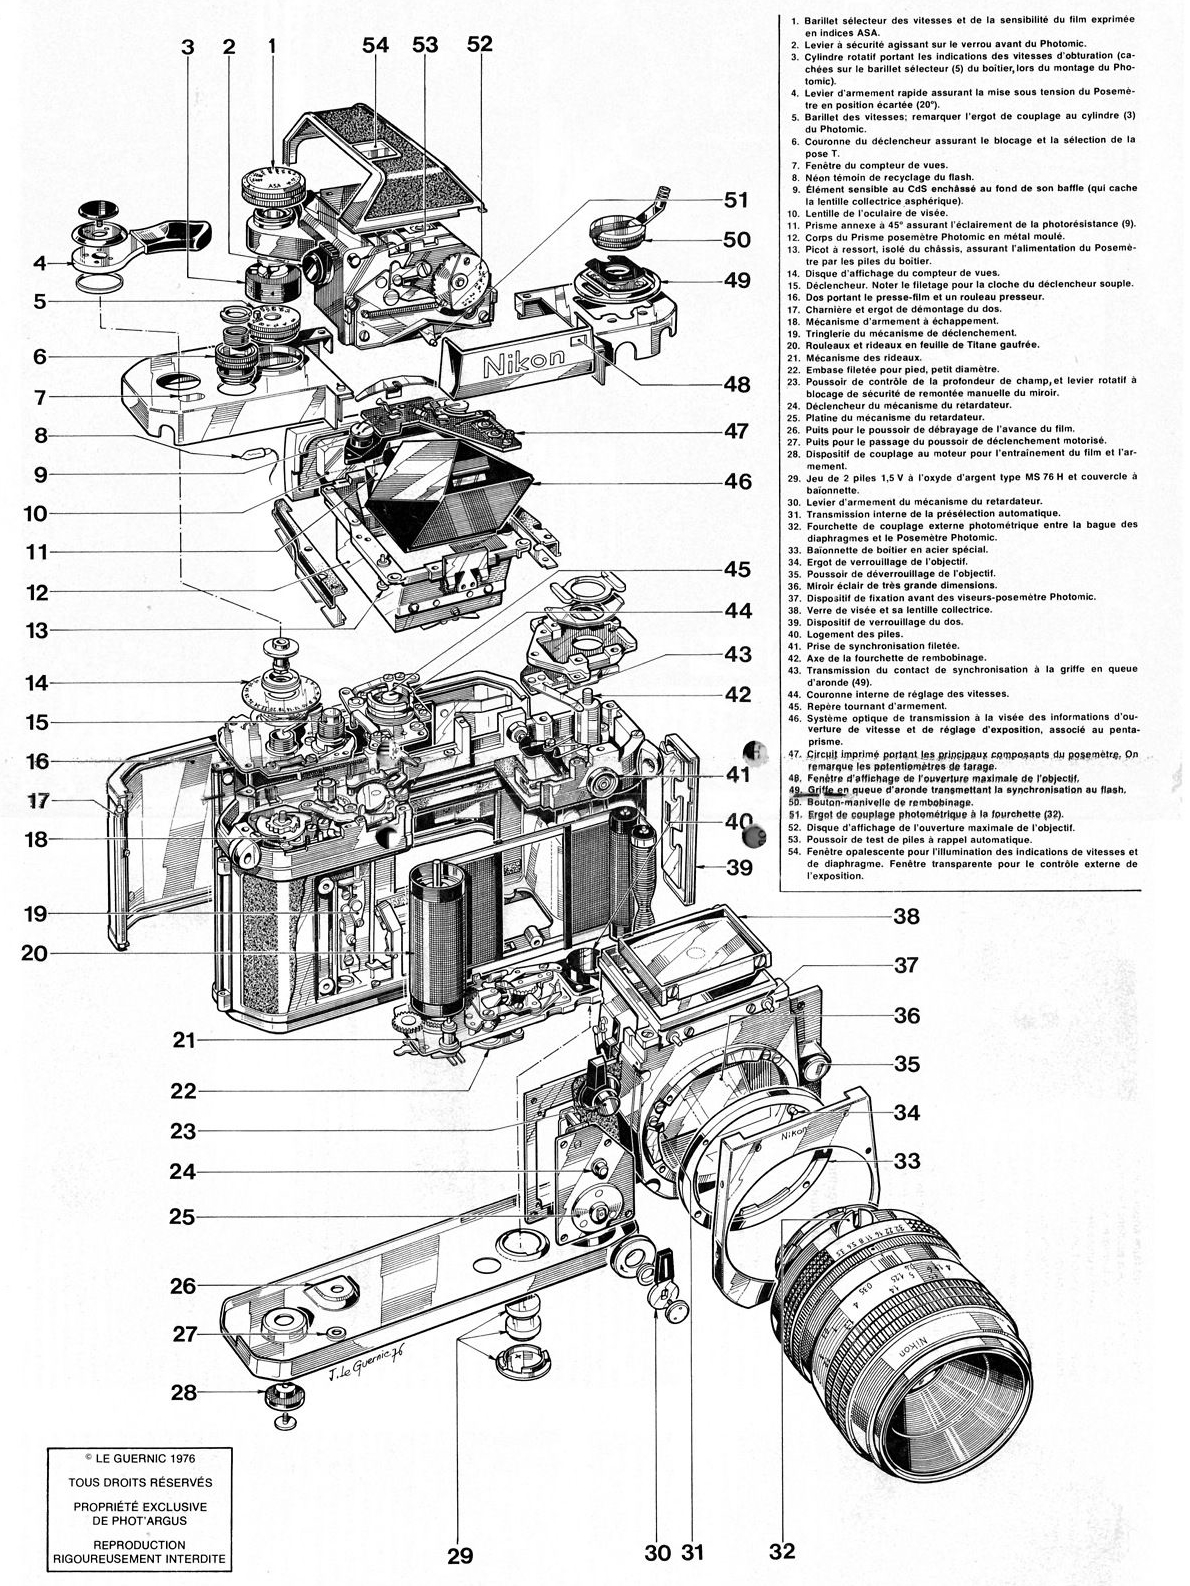 3 2 1 54 53 52
4
5
6
7
8
9
10
11
12
13
14
15
16
17
18
19
20
21
22
23
24
25
26
27
28
51
50
49
48
47
46
45
44
43
42
41
40
39
38
37
36
35
34
33
29 30 31 32
ASA
Nikon
Nikon
Nikon
J. Le Guernic 76
1. Barillet sélecteur des vitesses et de la sensibilité du film exprimée
en indices ASA.
2. Levier à sécurité agissant sur le verrou avant du Photomic.
3. Cylindre rotatif portant les indications des vitesses d'obturation (ca-
chées sur le barillet sélecteur (5) du boîtier, lors du montage du Pho-
tomic).
4. Levier d'armement rapide assurant la mise sous tension du Posemè-
tre en position écartée (20°).
5. Barillet des vitesses; remarquer l'ergot de couplage au cylindre (3)
du Photomic.
6. Couronne du déclencheur assurant le blocage et la sélection de la
pose T.
7. Fenêtre du compteur de vues.
8. Néon témoin de recyclage du flash.
9. Élément sensible au CdS enchâssé au fond de son baffle (qui cache
la lentille collectrice asphérique).
10. Lentille de l'oculaire de visée.
11. Prisme annexe à 45° assurant l'éclairement de la photorésistance (9).
12. Corps du Prisme posemètre Photomic en métal moulé.
13. Picot à ressort, isolé du châssis, assurant l'alimentation du Posemè-
tre par les piles du boîtier.
14. Disque d'affichage du compteur de vues.
15. Déclencheur. Noter le filetage pour la cloche du déclencheur souple.
16. Dos portant le presse-film et un rouleau presseur.
17. Charnière et ergot de démontage du dos.
18. Mécanisme d'armement à échappement.
19. Tringlerie du mécanisme de déclenchement.
20. Rouleaux et rideaux en feuille de Titane gaufrée.
21. Mécanisme des rideaux.
22. Embase filetée pour pied, petit diamètre.
23. Poussoir de contrôle de la profondeur de champ, et levier rotatif à
blocage de sécurité de remontée manuelle du miroir.
24. Déclencheur du mécanisme de retardateur.
25. Platine du mécanisme de retardateur.
26. Puits pour le poussoir de débrayage de l'avance du film.
27. Puits pour le passage du poussoir de déclenchement motorisé.
28. Dispositif de couplage au moteur pour l'entraînement du film et l'ar-
mement.
29. Jeu de 2 piles 1,5 V à l'oxyde d'argent type MS 76 H et couvercle à
baïonnette.
30. Levier d'armement du mécanisme du retardateur.
31. Transmission interne de la présélection automatique.
32. Fourchette de couplage externe photométrique entre la bague des
diaphragmes et le Posemètre Photomic.
33. Baïonnette de boîtier en acier spécial.
34. Ergot de verrouillage de l'objectif.
35. Poussoir de déverrouillage de l'objectif.
36. Miroir éclair de très grande dimensions.
37. Dispositif de fixation avant des viseurs-posemètre Photomic.
38. Verre de visée et sa lentille collectrice.
39. Dispositif de verrouillage du dos.
40. Logement des piles.
41. Prise de synchronisation filetée.
42. Axe de la fourchette de rembobinage.
43. Transmission du contact de synchronisation à la griffe en queue
d'aronde (49).
44. Couronne interne de réglage des vitesses.
45. Repère tournant d'armement.
46. Système optique de transmission à la visée des informations d'ou-
verture de vitesse et de réglage d'exposition, associé au penta-
prisme.
47. Circuit imprimé portant les principaux composants du posemètre. On
remarque les potentiomètres de tarage.
48. Fenêtre d'affichage de l'ouverture maximale de l'objectif.
49. Griffe en queue d'aronde transmettant la synchronisation au flash.
50. Bouton-manivelle de rembobinage.
51. Ergot de couplage photométrique à la fourchette (32).
52. Disque d'affichage de l'ouverture maximale de l'objectif.
53. Poussoir de test de piles à rappel automatique.
54. Fenêtre opalescente pour l'illumination des indications de vitesses et
de diaphragme. Fenêtre transparente pour le contrôle externe de
l'exposition.
© LE GUERNIC 1976
TOUS DROITS RÉSERVÉS
PROPRIÉTÉ EXCLUSIVE
DE PHOT'ARGUS
REPRODUCTION
RIGOUREUSEMENT INTERDITE